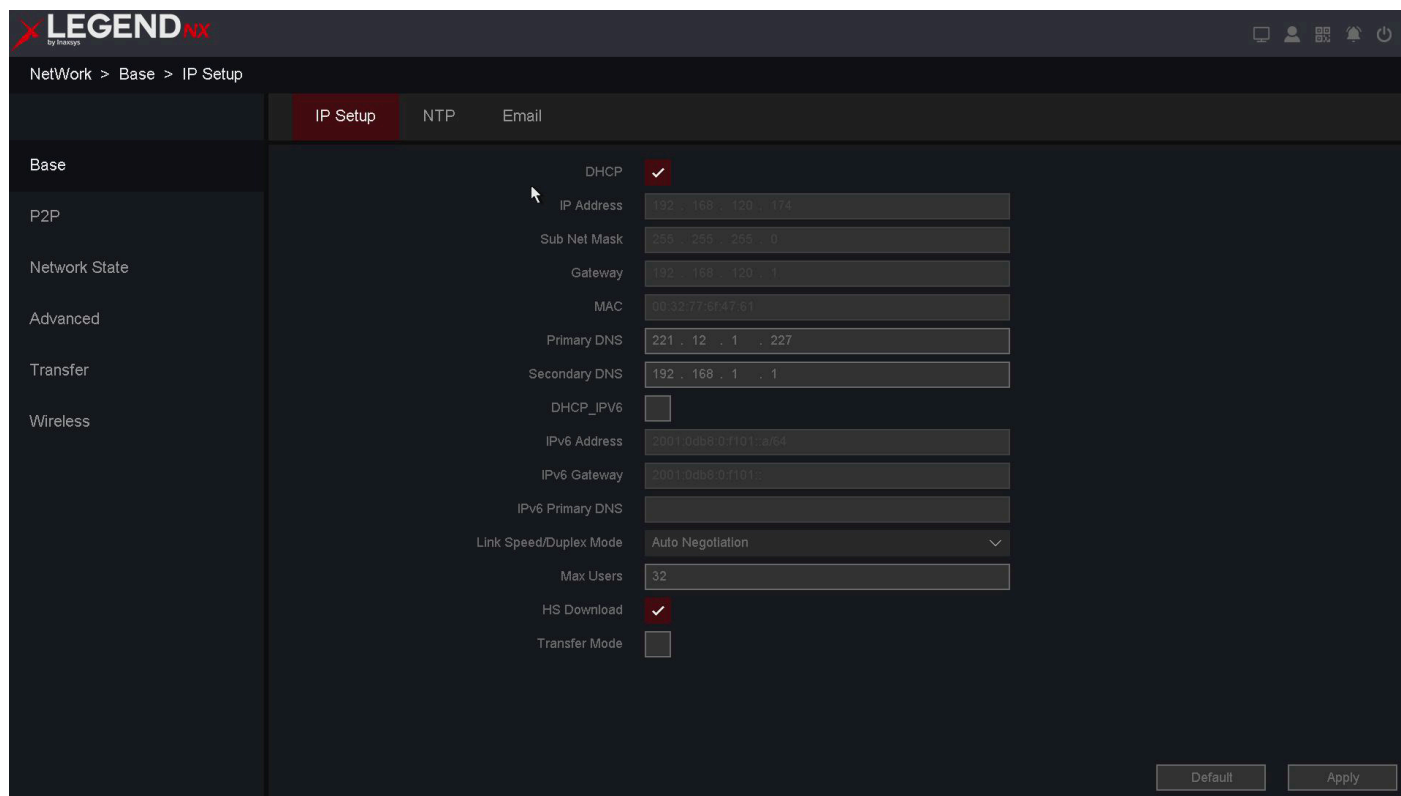 LEGEND NX
by Inaxsys
NetWork > Base > IP Setup
IP Setup NTP Email
Base
P2P
Network State
Advanced
Transfer
Wireless
DHCP
IP Address 192 . 168 . 120 . 174
Sub Net Mask 255 . 255 . 255 . 0
Gateway 192 . 168 . 120 . 1
MAC 00:32:77:6f:47:61
Primary DNS 221 . 12 . 1 . 227
Secondary DNS 192 . 168 . 1 . 1
DHCP_IPV6
IPv6 Address 2001:0db8:0:f101::a/64
IPv6 Gateway 2001:0db8:0:f101::
IPv6 Primary DNS
Link Speed/Duplex Mode Auto Negotiation
Max Users 32
HS Download
Transfer Mode
Default Apply